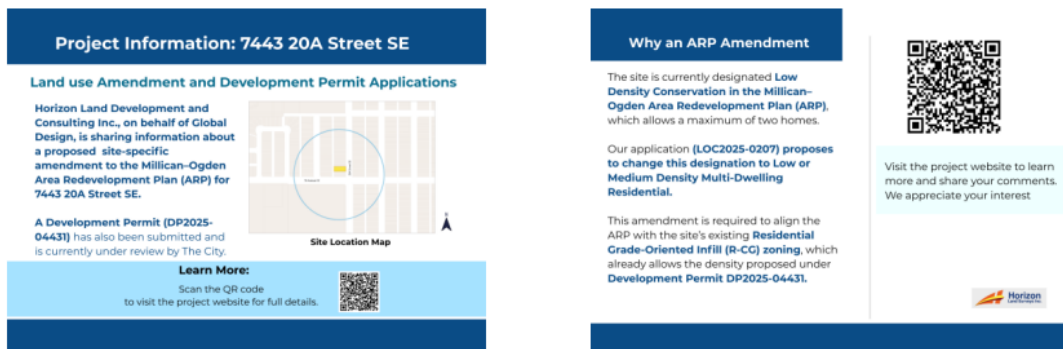 Project Information: 7443 20A Street SE
Land use Amendment and Development Permit Applications
Horizon Land Development and
Consulting Inc., on behalf of Global
Design, is sharing information about
a proposed site-specific
amendment to the Millican–Ogden
Area Redevelopment Plan (ARP) for
7443 20A Street SE.
A Development Permit (DP2025-
04431) has also been submitted and
is currently under review by The City.
N
Site Location Map
Learn More:
Scan the QR code
to visit the project website for full details.
Why an ARP Amendment
The site is currently designated Low
Density Conservation in the Millican–
Ogden Area Redevelopment Plan (ARP),
which allows a maximum of two homes.
Our application (LOC2025-0207) proposes
to change this designation to Low or
Medium Density Multi-Dwelling
Residential.
This amendment is required to align the
ARP with the site's existing Residential
Grade-Oriented Infill (R-CG) zoning, which
already allows the density proposed under
Development Permit DP2025-04431.
Visit the project website to learn
more and share your comments.
We appreciate your interest
Horizon
Land Surveys Inc.